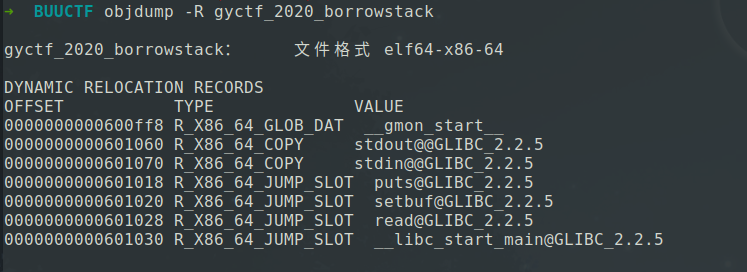 → BUUCTF objdump -R gyctf_2020_borrowstack
gyctf_2020_borrowstack：     文件格式 elf64-x86-64
DYNAMIC RELOCATION RECORDS
OFFSET           TYPE              VALUE
0000000000600ff8 R_X86_64_GLOB_DAT  __gmon_start__
0000000000601060 R_X86_64_COPY     stdout@@GLIBC_2.2.5
0000000000601070 R_X86_64_COPY     stdin@@GLIBC_2.2.5
0000000000601018 R_X86_64_JUMP_SLOT  puts@GLIBC_2.2.5
0000000000601020 R_X86_64_JUMP_SLOT  setbuf@GLIBC_2.2.5
0000000000601028 R_X86_64_JUMP_SLOT  read@GLIBC_2.2.5
0000000000601030 R_X86_64_JUMP_SLOT  __libc_start_main@GLIBC_2.2.5